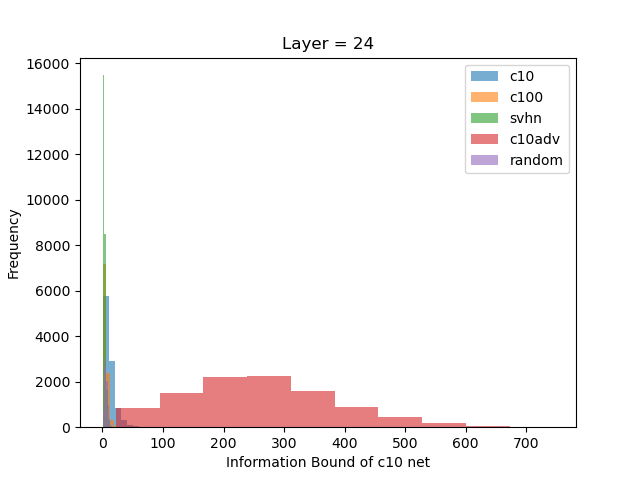 Layer = 24
16000
14000
12000
10000
8000
6000
4000
2000
0
Frequency
0 100 200 300 400 500 600 700
Information Bound of c10 net
c10
c100
svhn
c10adv
random